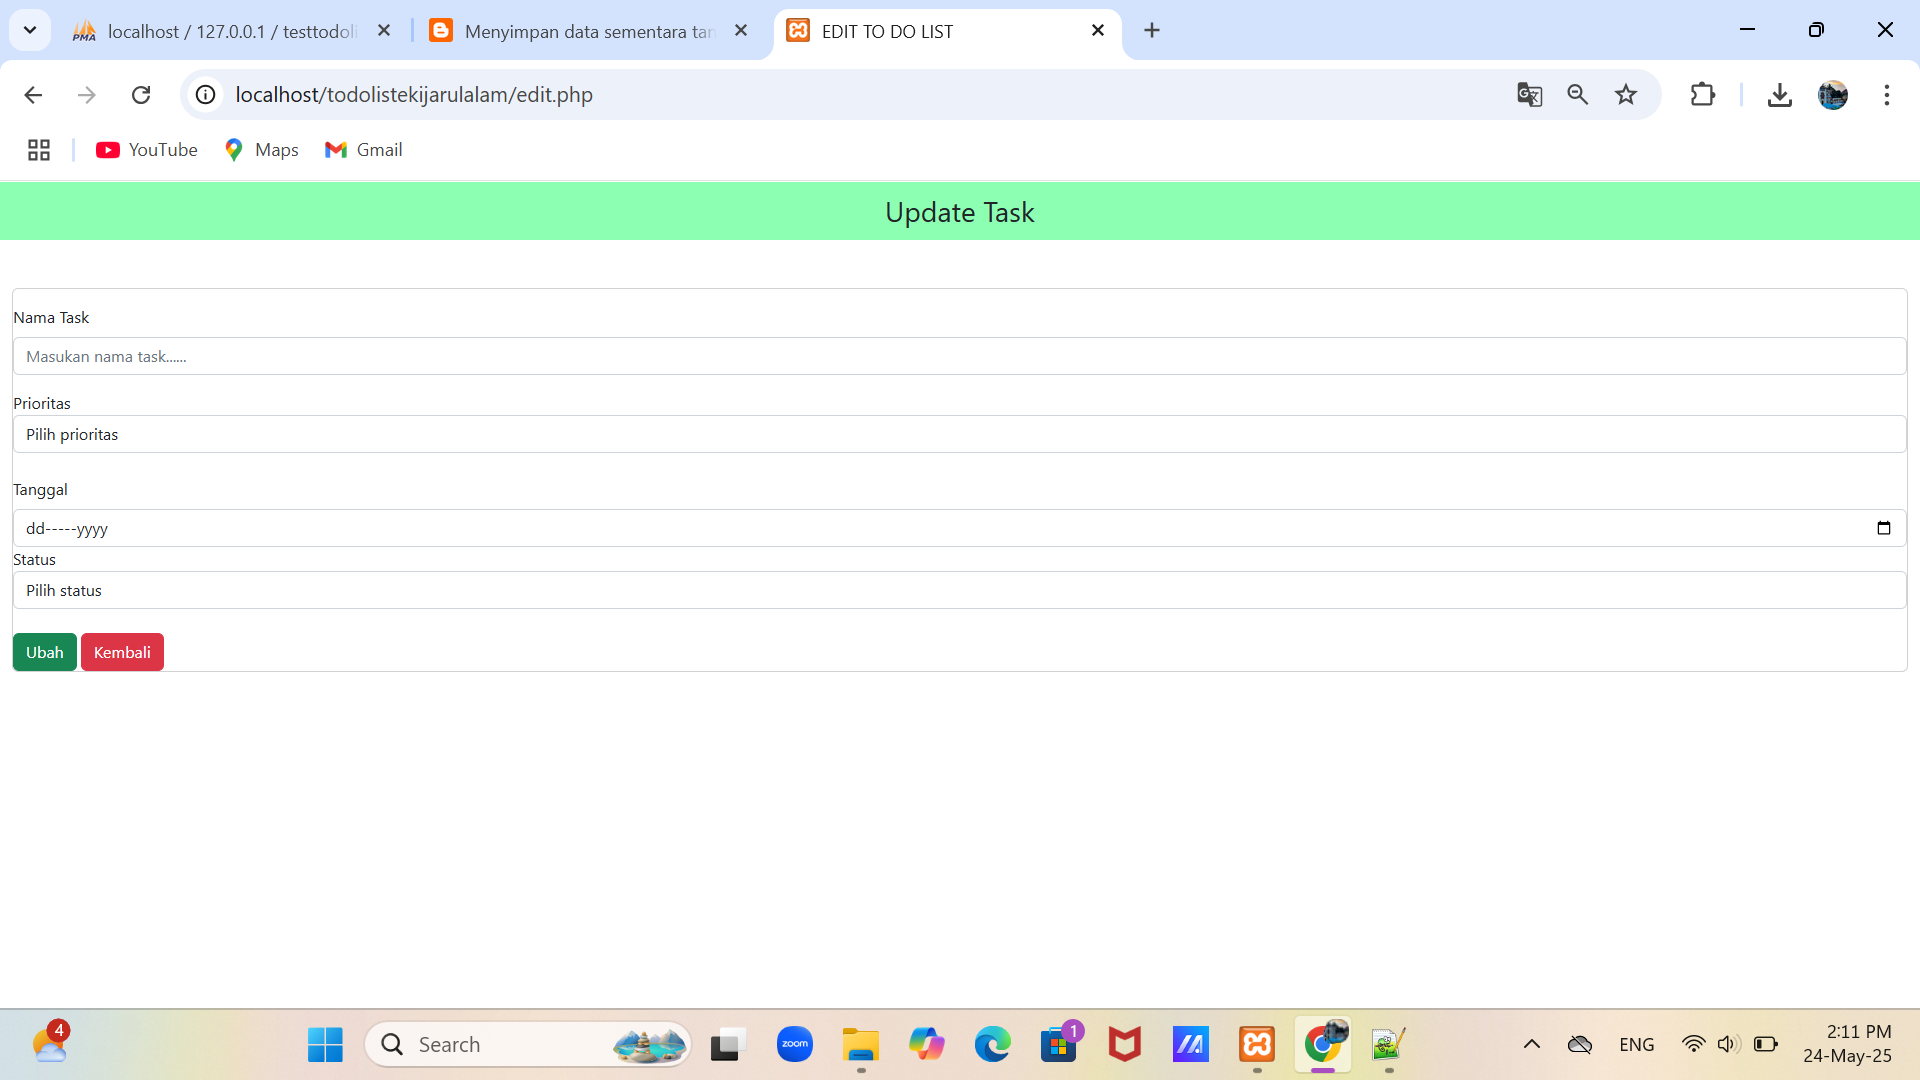 localhost / 127.0.0.1 / testtodoli
Menyimpan data sementara tan
EDIT TO DO LIST
localhost/todolistekijarulalam/edit.php
YouTube
Maps
Gmail
Update Task
Nama Task
Masukan nama task......
Prioritas
Pilih prioritas
Tanggal
dd-----yyyy
Status
Pilih status
Ubah
Kembali
4
Search
zoom
1
ENG
2:11 PM
24-May-25